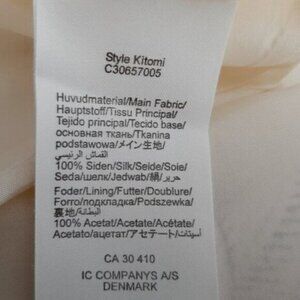 Style Kitomi
C30657005
Huvudmaterial/Main Fabric/
Hauptstoff/Tissu Principal/
Tejido principal/Tecido base/
основная ткань/Tkanina
podstawowa/メイン生地/
القماش الرئيسي
100% Siden/Silk/Seide/Soie/
Seda/шелк/Jedwab/絹/حرير
Foder/Lining/Futter/Doublure/
Forro/подкладка/Podszewka/
裏地/البطانة
100% Acetat/Acetate/Acétate/
Acetato/ацетат/アセテート/أسيتات
CA 30 410
IC COMPANYS A/S
DENMARK